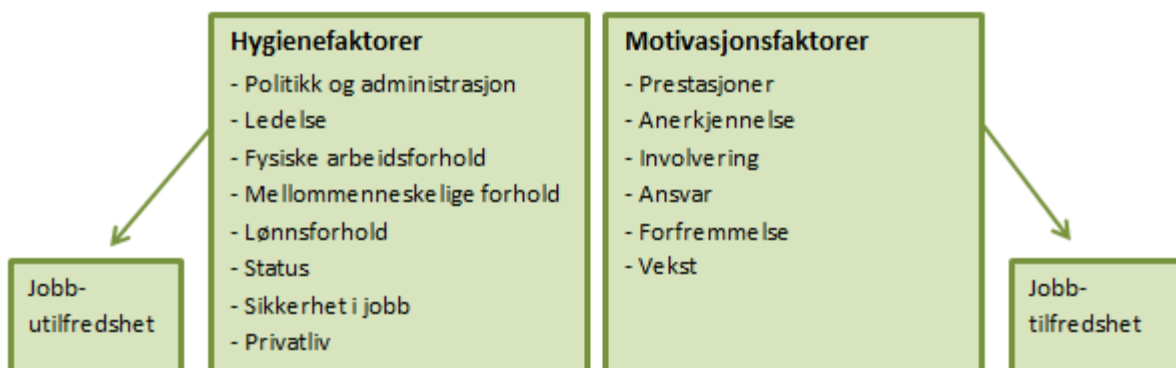 Hygienefaktorer
- Politikk og administrasjon
- Ledelse
- Fysiske arbeidsforhold
- Mellommenneskelige forhold
- Lønnsforhold
- Status
- Sikkerhet i jobb
- Privatliv
Motivasjonsfaktorer
- Prestasjoner
- Anerkjennelse
- Involvering
- Ansvar
- Forfremmelse
- Vekst
Jobb-
utilfredshet
Jobb-
tilfredshet